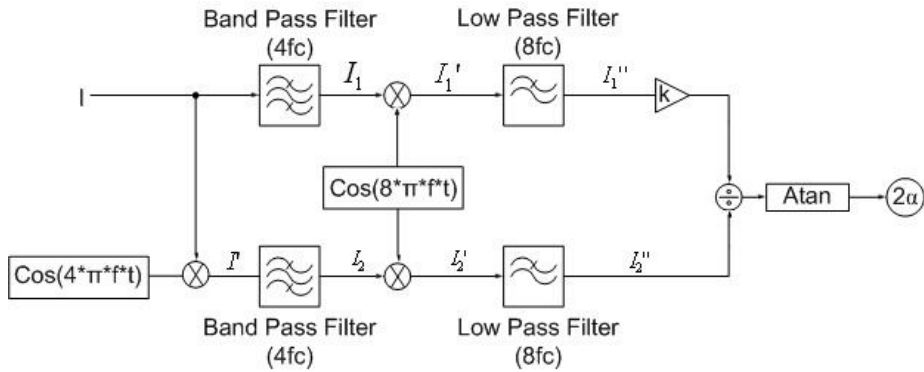 Band Pass Filter
(4fc)
Low Pass Filter
(8fc)
I
I₁
I₁'
I₁''
k
Cos(8*π*f*t)
÷
Atan
2α
Cos(4*π*f*t)
I'
I₂
I₂'
I₂''
Band Pass Filter
(4fc)
Low Pass Filter
(8fc)